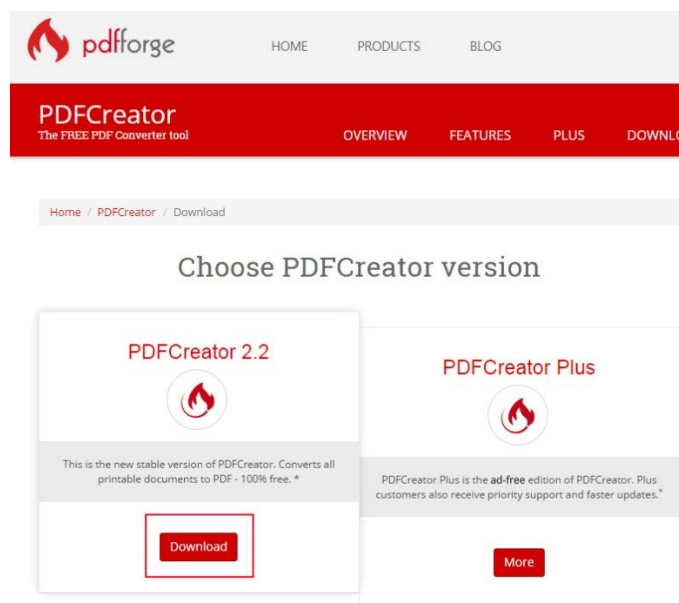 pdfforge
HOME PRODUCTS BLOG
PDFCreator
The FREE PDF Converter tool
OVERVIEW FEATURES PLUS DOWNLO
Home / PDFCreator / Download
Choose PDFCreator version
PDFCreator 2.2
This is the new stable version of PDFCreator. Converts all
printable documents to PDF - 100% free. *
Download
PDFCreator Plus
PDFCreator Plus is the ad-free edition of PDFCreator. Plus
customers also receive priority support and faster updates.*
More